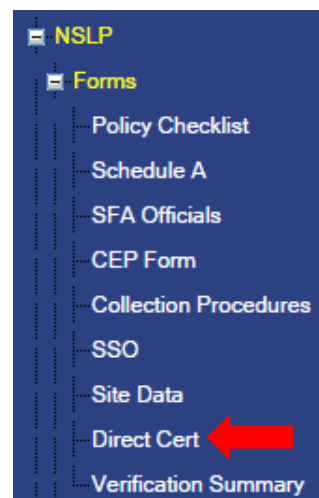 NSLP
Forms
Policy Checklist
Schedule A
SFA Officials
CEP Form
Collection Procedures
SSO
Site Data
Direct Cert
Verification Summary